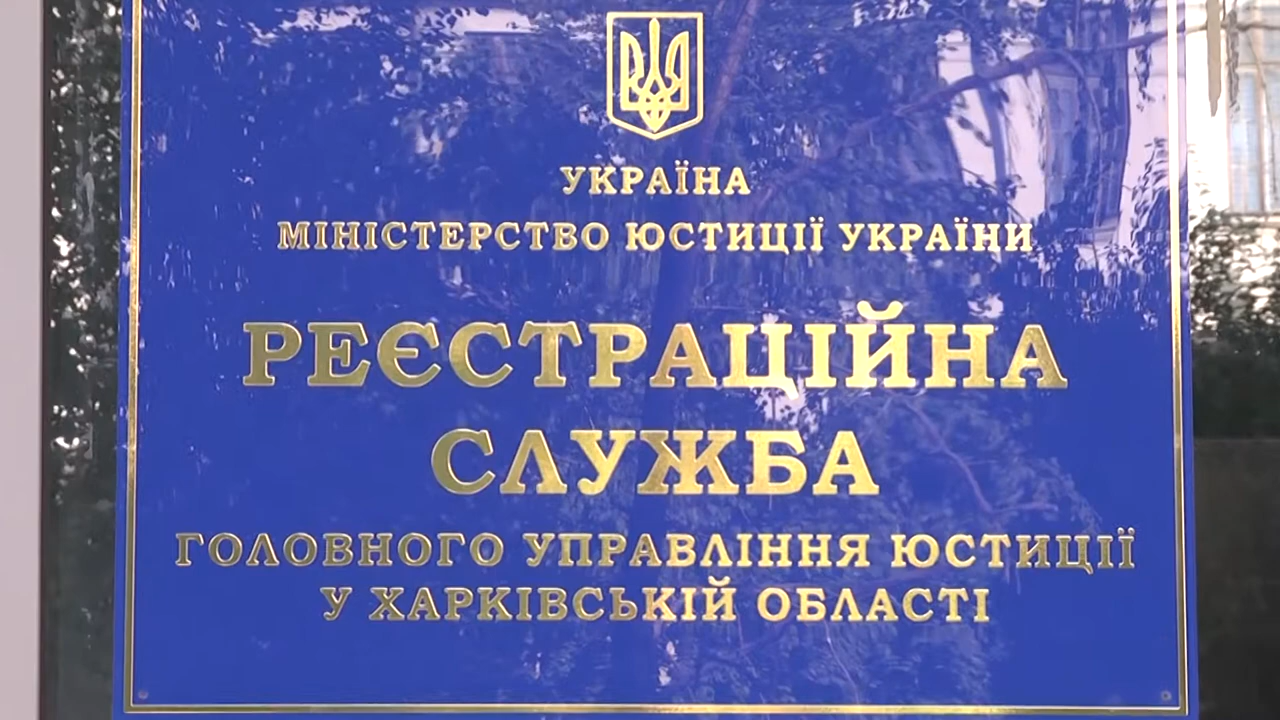 УКРАЇНА
МІНІСТЕРСТВО ЮСТИЦІЇ УКРАЇНИ
РЕЄСТРАЦІЙНА
СЛУЖБА
ГОЛОВНОГО УПРАВЛІННЯ ЮСТИЦІЇ
У ХАРКІВСЬКІЙ ОБЛАСТІ